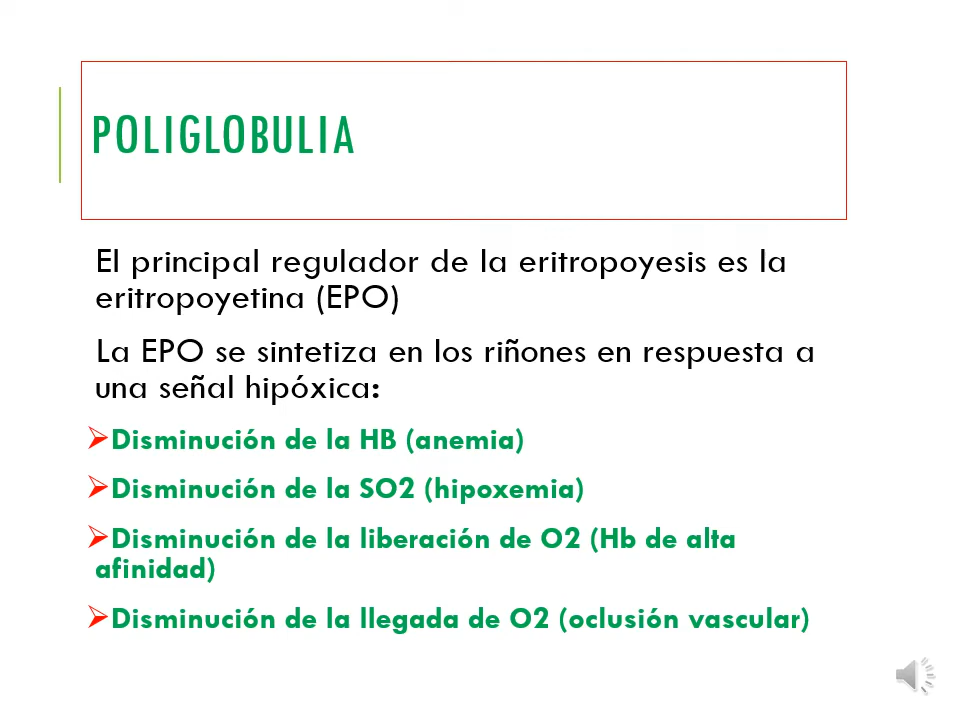 POLIGLOBULIA
El principal regulador de la eritropoyesis es la
eritropoyetina (EPO)
La EPO se sintetiza en los riñones en respuesta a
una señal hipóxica:
Disminución de la HB (anemia)
Disminución de la SO2 (hipoxemia)
Disminución de la liberación de O2 (Hb de alta
afinidad)
Disminución de la llegada de O2 (oclusión vascular)